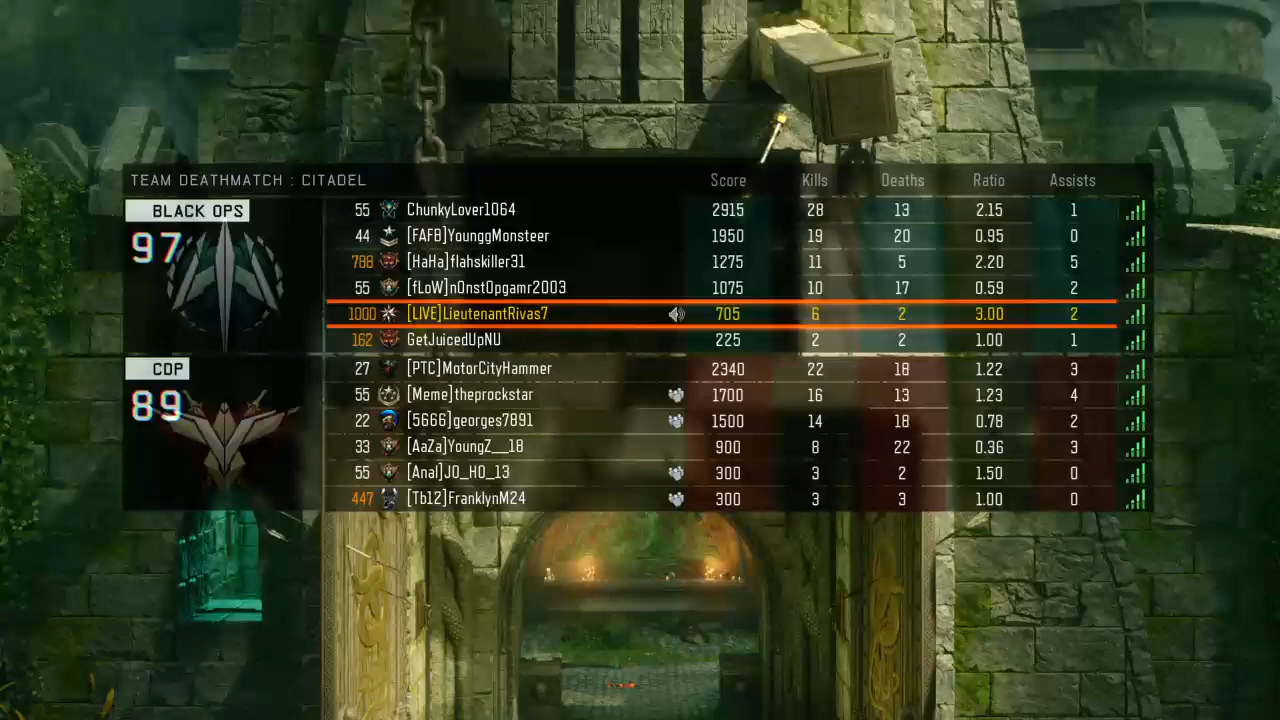 TEAM DEATHMATCH : CITADEL Score Kills Deaths Ratio Assists
BLACK OPS
97
55 ChunkyLover1064 2915 28 13 2.15 1
44 [FAFB]YounggMonsteer 1950 19 20 0.95 0
788 [HaHa]flahskiller31 1275 11 5 2.20 5
55 [fLoW]n0nst0pgamr2003 1075 10 17 0.59 2
1000 [LIVE]LieutenantRivas7 705 6 2 3.00 2
162 GetJuicedUpNU 225 2 2 1.00 1
CDP
89
27 [PTC]MotorCityHammer 2340 22 18 1.22 3
55 [Meme]theprockstar 1700 16 13 1.23 4
22 [5666]georges7891 1500 14 18 0.78 2
33 [AaZa]YoungZ__18 900 8 22 0.36 3
55 [Anal]JO_HO_13 300 3 2 1.50 0
447 [Tb12]FranklynM24 300 3 3 1.00 0